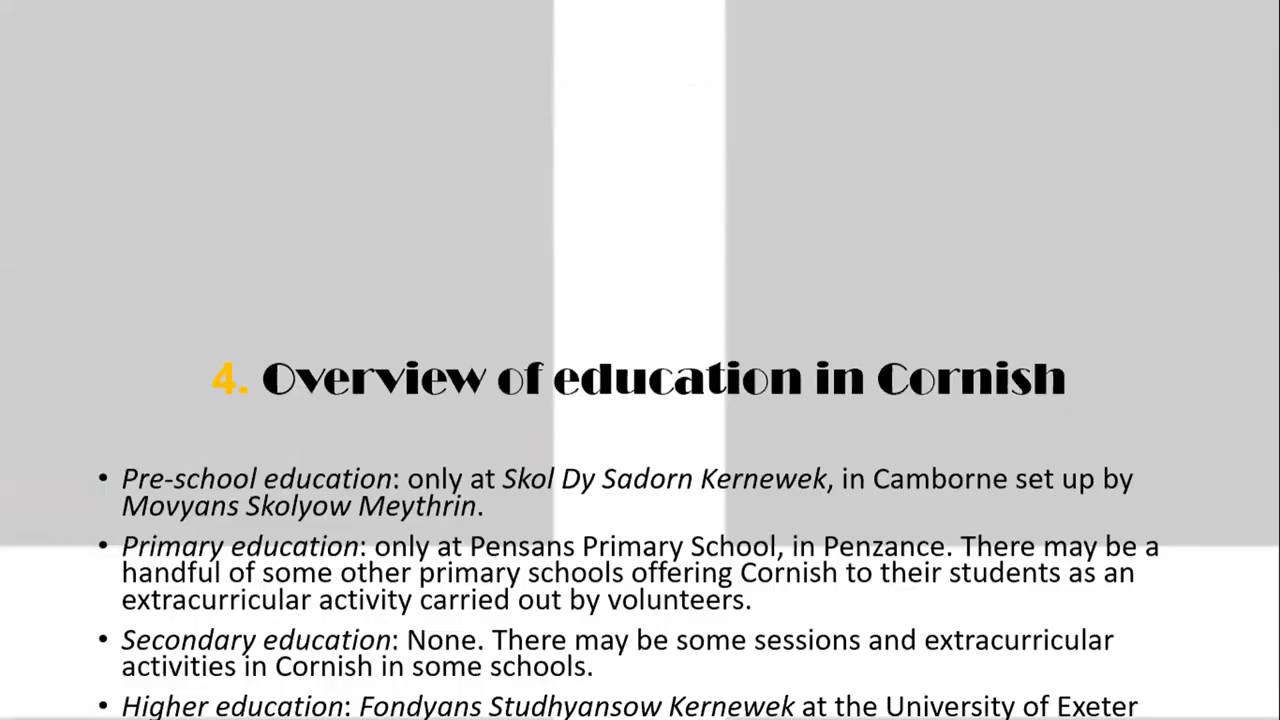 4. Overview of education in Cornish
• Pre-school education: only at Skol Dy Sadorn Kernewek, in Camborne set up by
Movyans Skolyow Meythrin.
• Primary education: only at Pensans Primary School, in Penzance. There may be a
handful of some other primary schools offering Cornish to their students as an
extracurricular activity carried out by volunteers.
• Secondary education: None. There may be some sessions and extracurricular
activities in Cornish in some schools.
• Higher education: Fondyans Studhyansow Kernewek at the University of Exeter